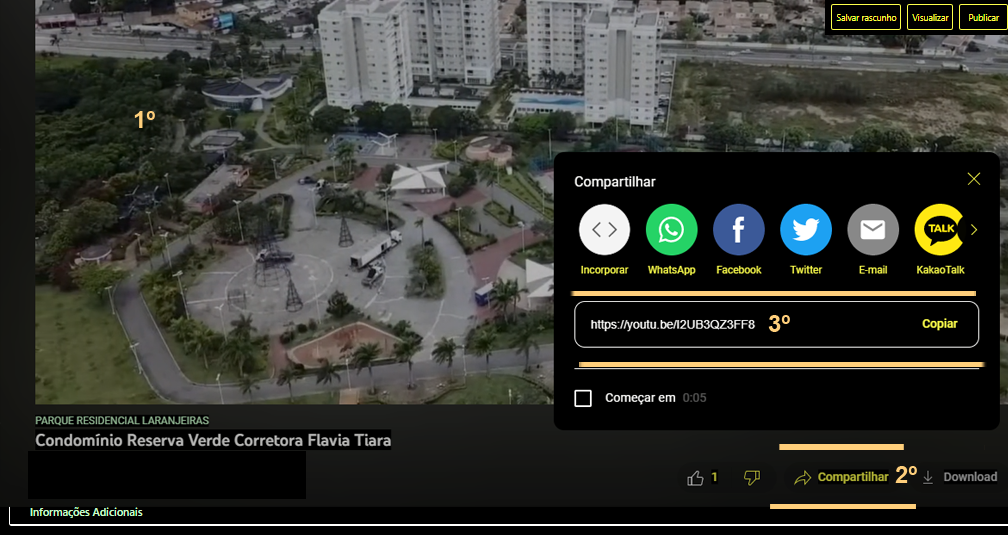 Salvar rascunho
Visualizar
Publicar
1º
Compartilhar
Incorporar
WhatsApp
Facebook
Twitter
E-mail
TALK
KakaoTalk
https://youtu.be/I2UB3QZ3FF8
3º
Copiar
Começar em 0:05
PARQUE RESIDENCIAL LARANJEIRAS
Condomínio Reserva Verde Corretora Flavia Tiara
1
Compartilhar
2º
Download
Informações Adicionais